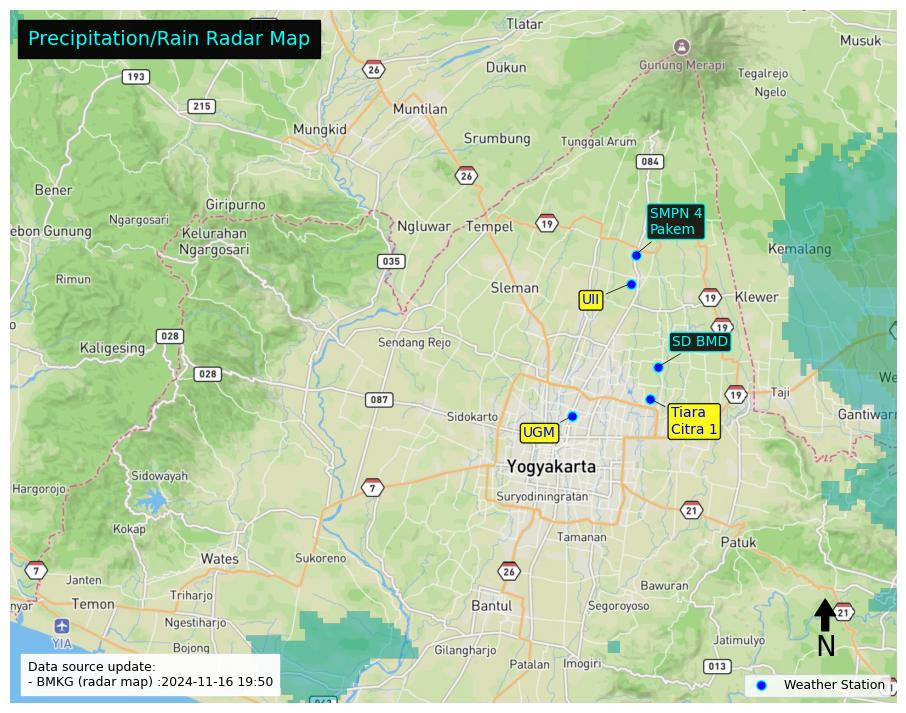 Precipitation/Rain Radar Map
Tlatar
Musuk
26
Gunung Merapi
Dukun
Tegalrejo
193
Ngelo
215
Muntilan
Mungkid
Srumbung
Tunggal Arum
084
26
Bener
Giripurno
Ngargosari
SMPN 4
Pakem
Ngluwar
Tempel
19
ebon Gunung
Kelurahan
Ngargosari
Kemalang
035
Rimun
Sleman
UII
19
Klewer
19
028
Kaligesing
Sendang Rejo
SD BMD
028
We
Taji
19
087
Sidokarto
Tiara
Citra 1
Gantiwarn
UGM
Yogyakarta
Sidowayah
Hargorojo
7
Suryodiningratan
21
Kokap
Tamanan
Patuk
Wates
Sukoreno
7
26
Janten
Bawuran
nyar
Temon
Triharjo
Bantul
Segoroyoso
21
Ngestiharjo
YIA
N
Jatimulyo
Bojong
Gilangharjo
Patalan
Imogiri
013
Data source update:
- BMKG (radar map) :2024-11-16 19:50
Weather Station